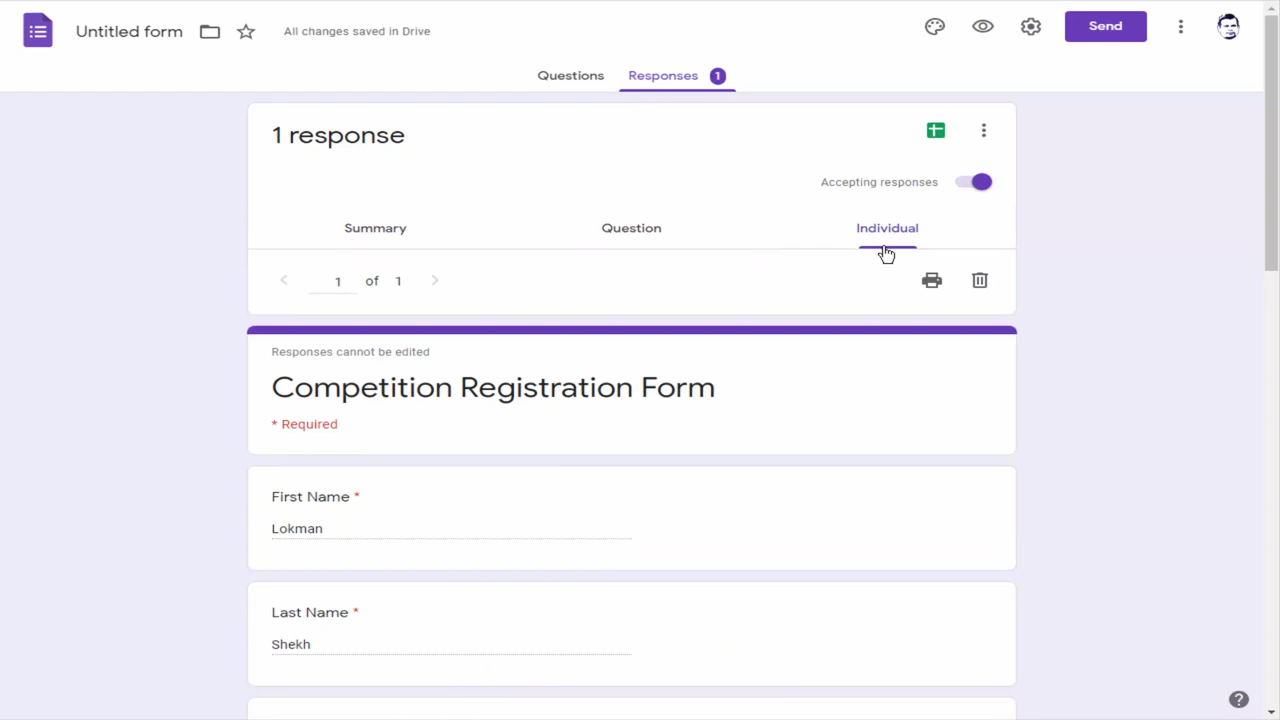 Untitled form
All changes saved in Drive
Send
Questions
Responses 1
1 response
Accepting responses
Summary
Question
Individual
1 of 1
Responses cannot be edited
Competition Registration Form
* Required
First Name *
Lokman
Last Name *
Shekh